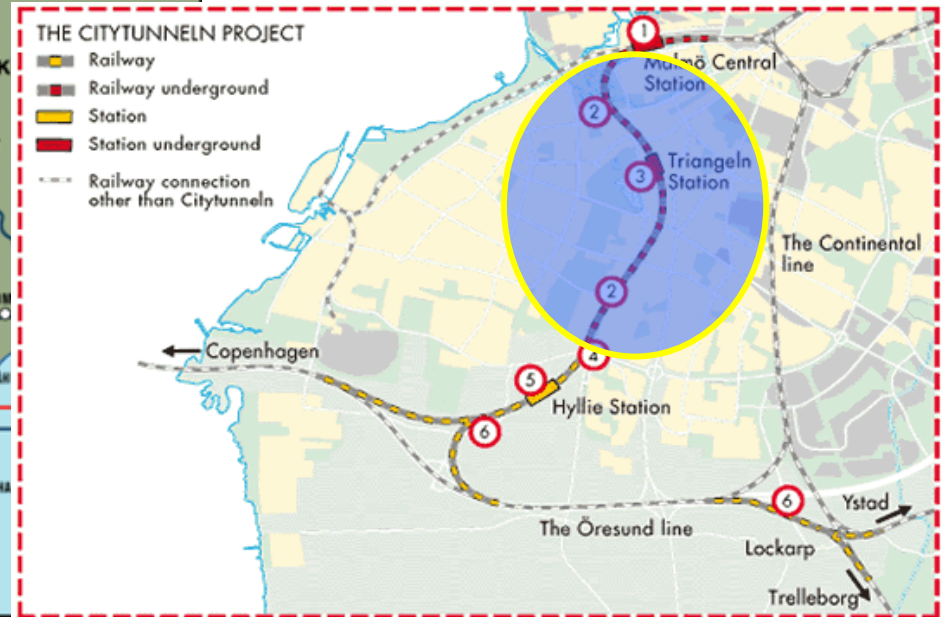 THE CITYTUNNELN PROJECT
Railway
Railway underground
Station
Station underground
Railway connection
other than Citytunneln
1
Malmö Central
Station
2
Triangeln
Station
3
The Continental
line
2
Copenhagen
4
5
Hyllie Station
6
6
Ystad
The Öresund line
Lockarp
Trelleborg
K